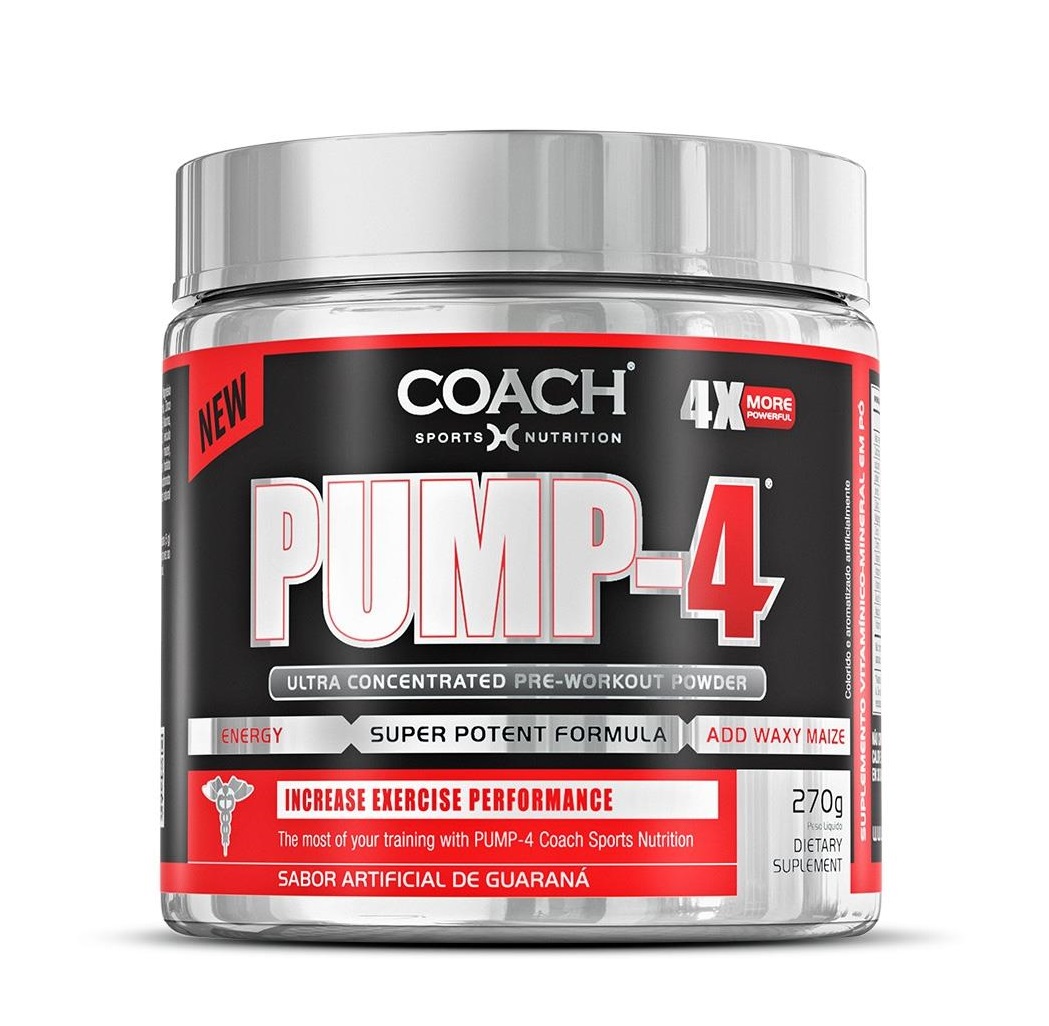 NEW
COACH®
SPORTS NUTRITION
4X MORE
POWERFUL
PUMP-4®
ULTRA CONCENTRATED PRE-WORKOUT POWDER
ENERGY
SUPER POTENT FORMULA
ADD WAXY MAIZE
INCREASE EXERCISE PERFORMANCE
The most of your training with PUMP-4 Coach Sports Nutrition
SABOR ARTIFICIAL DE GUARANÁ
270g
Peso Líquido
DIETARY
SUPLEMENT
Colorido e aromatizado artificialmente
SUPLEMENTO VITAMÍNICO-MINERAL EM PÓ